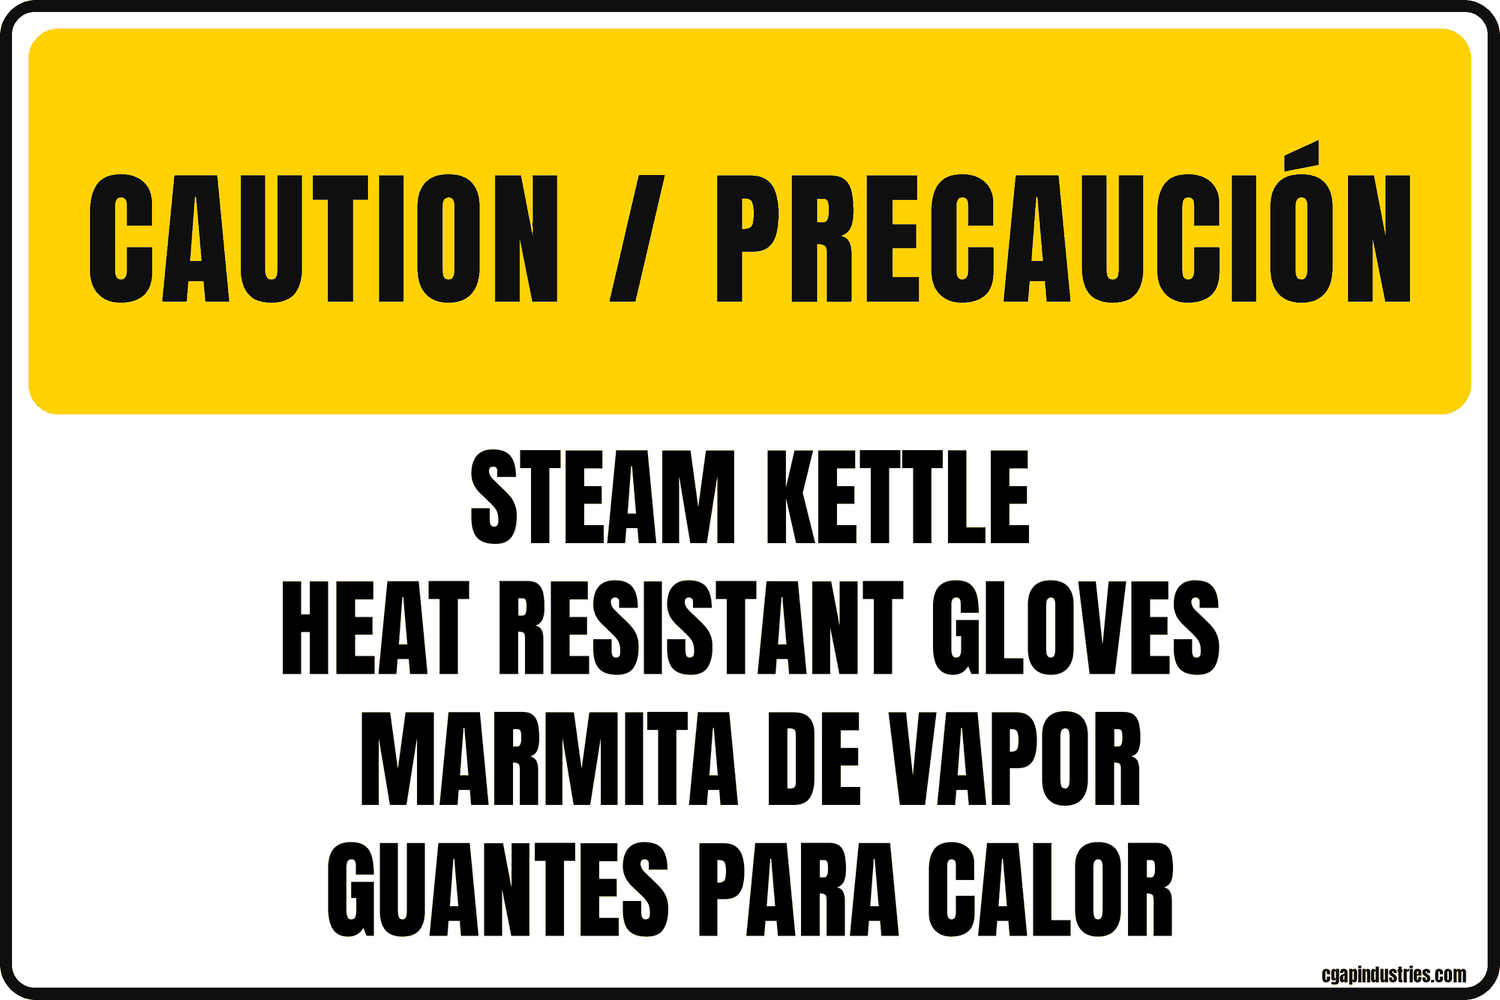 CAUTION / PRECAUCIÓN
STEAM KETTLE
HEAT RESISTANT GLOVES
MARMITA DE VAPOR
GUANTES PARA CALOR
cgapindustries.com